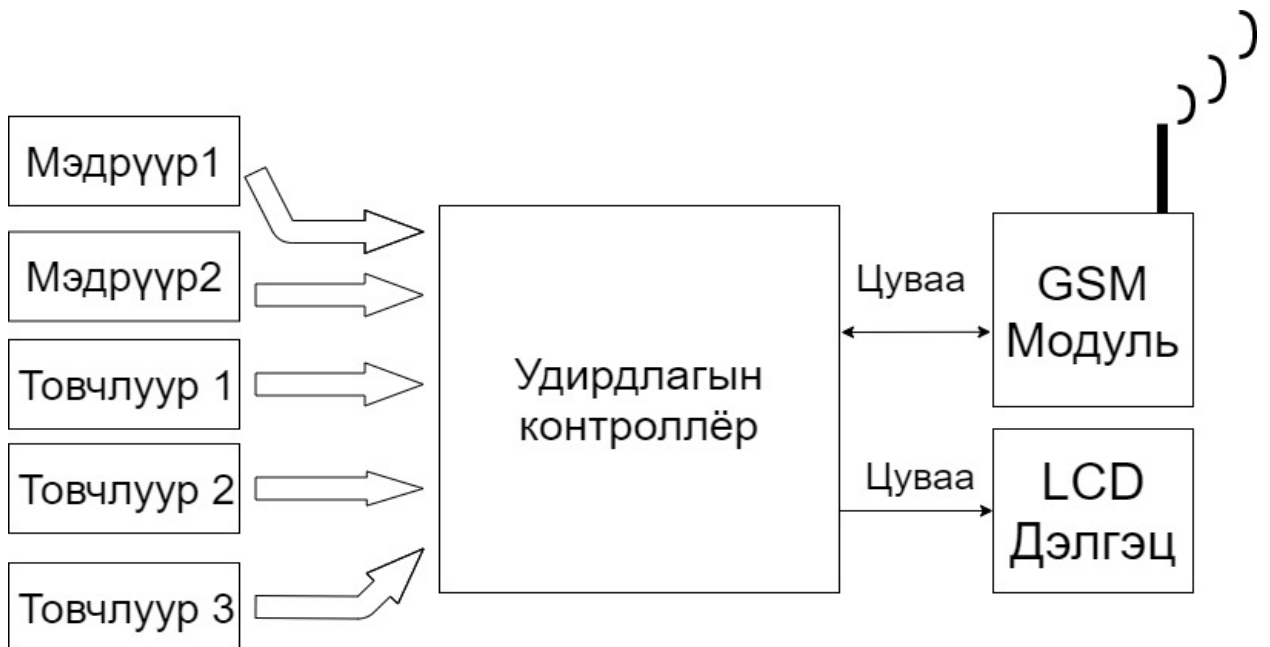 Мэдрүүр1
Мэдрүүр2
Товчлуур 1
Товчлуур 2
Товчлуур 3
Удирдлагын
контроллёр
Цуваа
GSM
Модуль
Цуваа
LCD
Дэлгэц